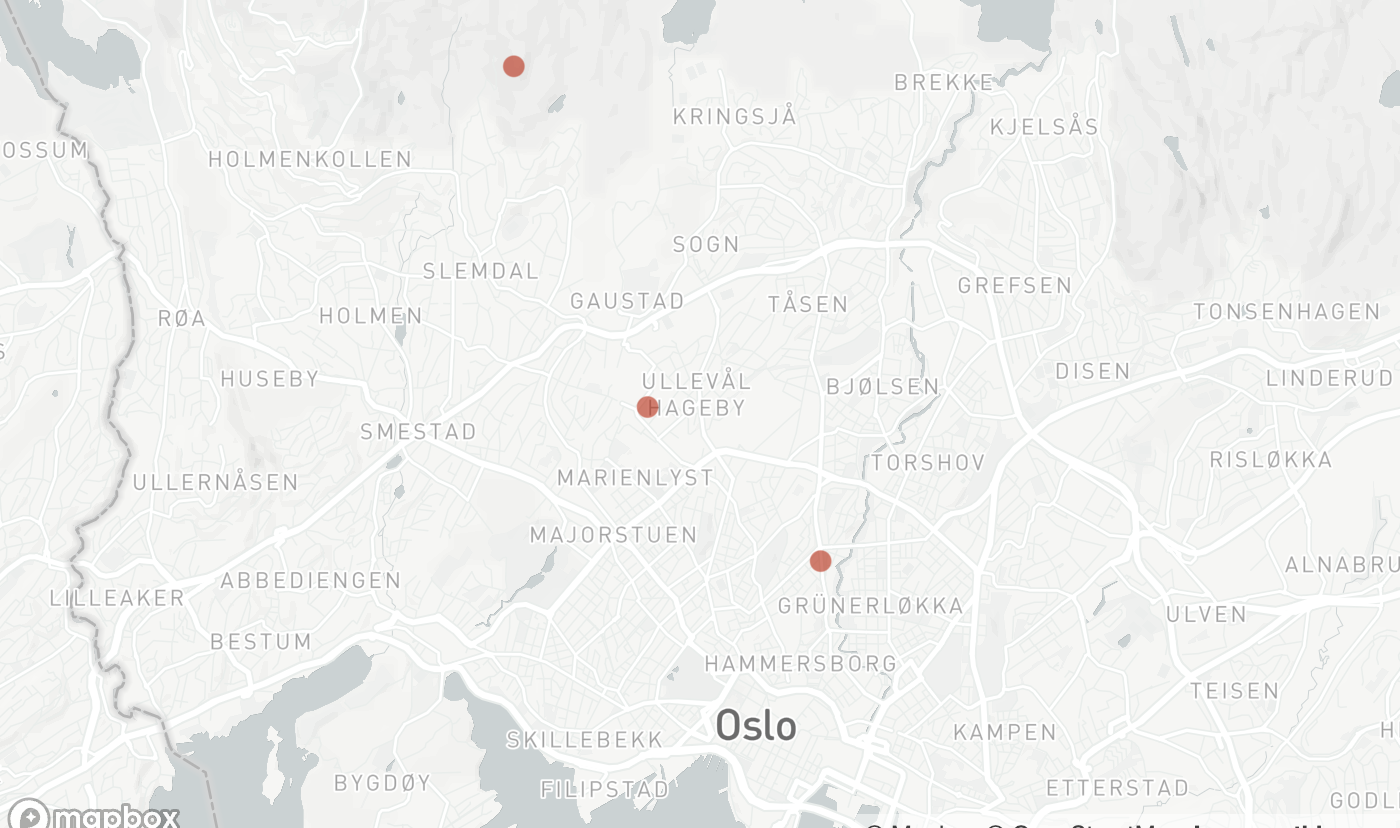 BREKKE
KRINGSJÅ
KJELSÅS
OSSUM
HOLMENKOLLEN
SOGN
SLEMDAL
GREFSEN
GAUSTAD
TÅSEN
TONSENHAGEN
RØA
HOLMEN
DISEN
LINDERUD
HUSEBY
ULLEVÅL
HAGEBY
BJØLSEN
SMESTAD
TORSHOV
RISLØKKA
ULLERNÅSEN
MARIENLYST
MAJORSTUEN
ALNABRU
ABBEDIENGEN
LILLEAKER
GRÜNERLØKKA
ULVEN
BESTUM
HAMMERSBORG
TEISEN
Oslo
KAMPEN
SKILLEBEKK
BYGDØY
FILIPSTAD
ETTERSTAD
GODL
mapbox